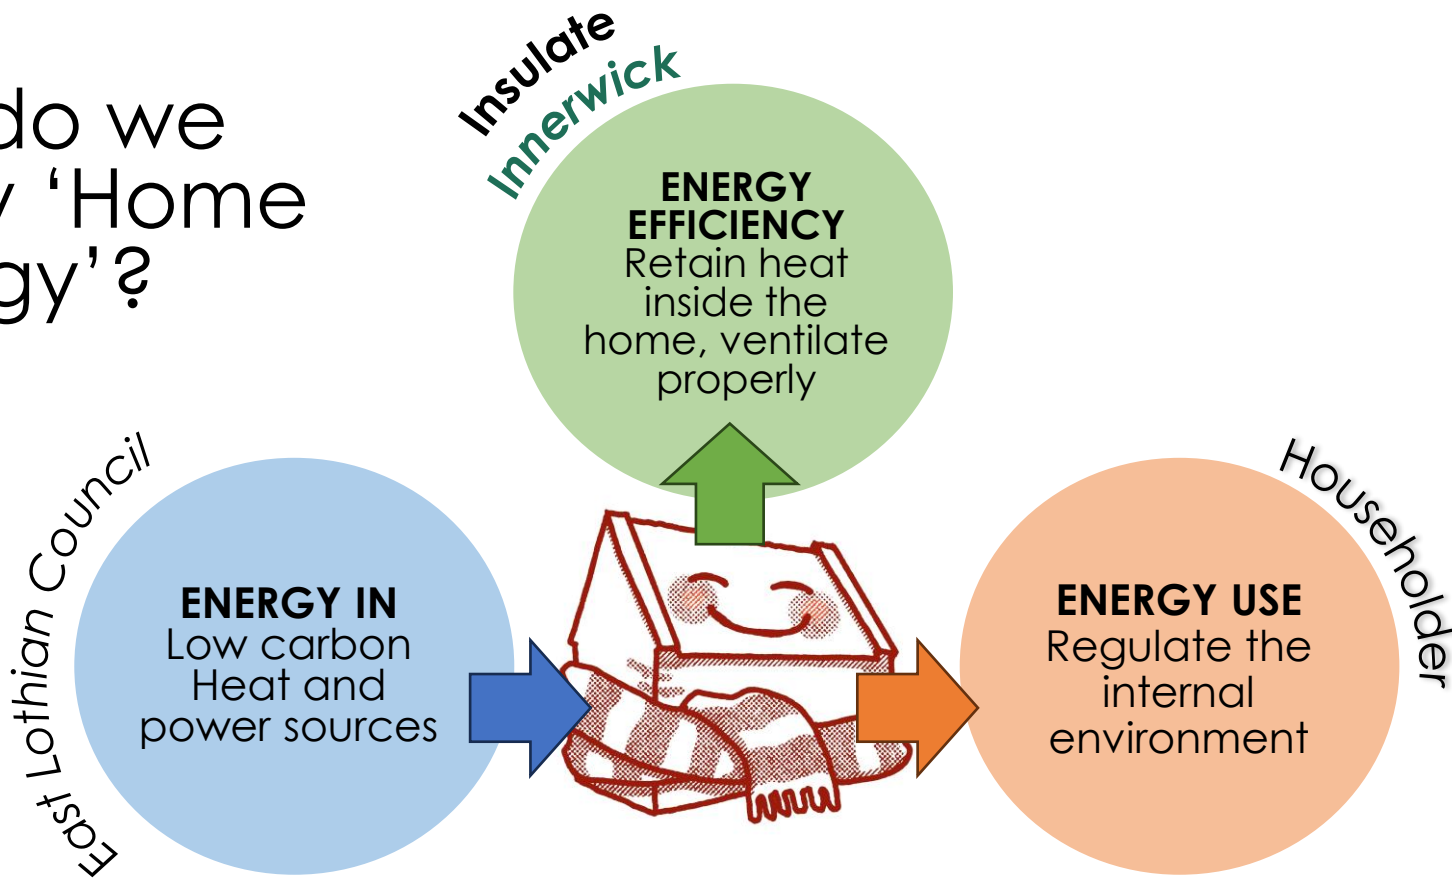 do we
‘Home
’?
Insulate
Innerwick
ENERGY
EFFICIENCY
Retain heat
inside the
home, ventilate
properly
East Lothian Council
ENERGY IN
Low carbon
Heat and
power sources
Householder
ENERGY USE
Regulate the
internal
environment